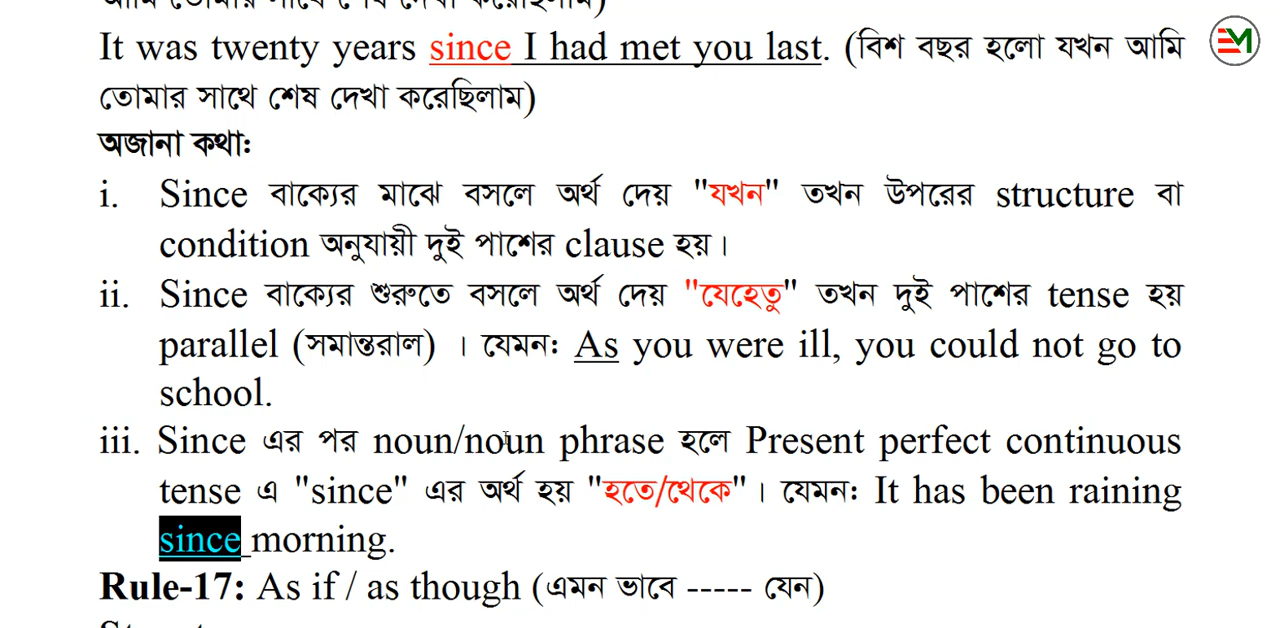 আমি তোমার সাথে শেষ দেখা করেছিলাম)
It was twenty years since I had met you last. (বিশ বছর হলো যখন আমি
তোমার সাথে শেষ দেখা করেছিলাম)
অজানা কথাঃ
i. Since বাক্যের মাঝে বসলে অর্থ দেয় "যখন" তখন উপরের structure বা
condition অনুযায়ী দুই পাশের clause হয়।
ii. Since বাক্যের শুরুতে বসলে অর্থ দেয় "যেহেতু" তখন দুই পাশের tense হয়
parallel (সমান্তরাল) । যেমনঃ As you were ill, you could not go to
school.
iii. Since এর পর noun/noun phrase হলে Present perfect continuous
tense এ "since" এর অর্থ হয় "হতে/থেকে"। যেমনঃ It has been raining
since morning.
Rule-17: As if / as though (এমন ভাবে ----- যেন)